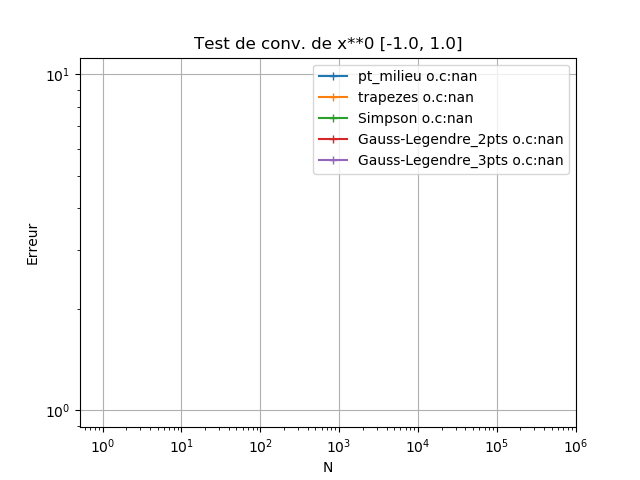 Test de conv. de x**0 [-1.0, 1.0]
10¹
pt_milieu o.c:nan
trapezes o.c:nan
Simpson o.c:nan
Gauss-Legendre_2pts o.c:nan
Gauss-Legendre_3pts o.c:nan
Erreur
10⁰
10⁰ 10¹ 10² 10³ 10⁴ 10⁵ 10⁶
N